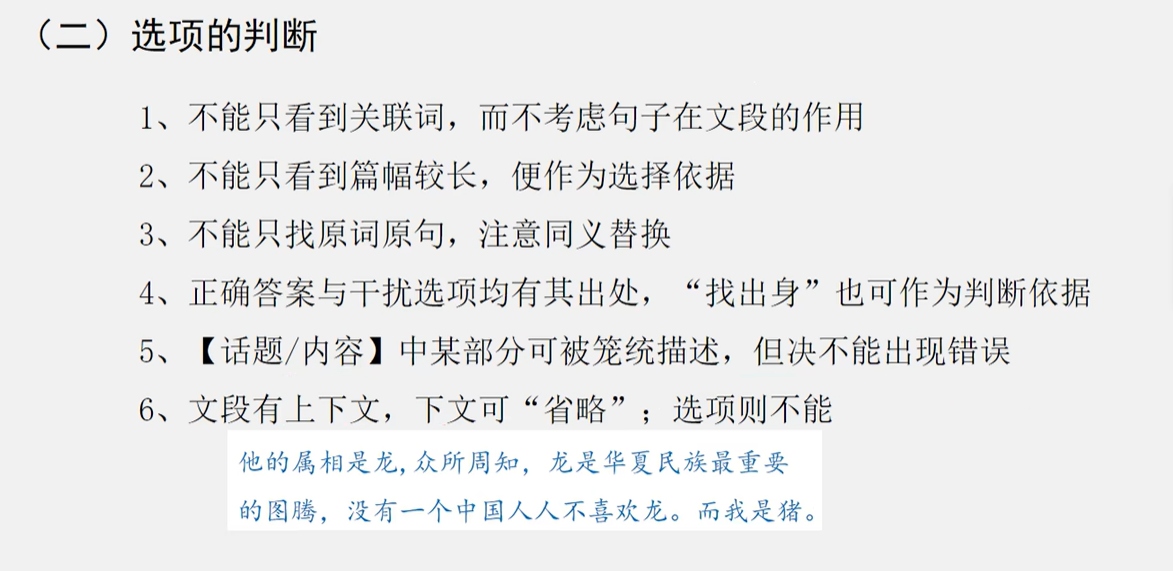 （二）选项的判断
1、不能只看到关联词，而不考虑句子在文段的作用
2、不能只看到篇幅较长，便作为选择依据
3、不能只找原词原句，注意同义替换
4、正确答案与干扰选项均有其出处，“找出身”也可作为判断依据
5、【话题/内容】中某部分可被笼统描述，但决不能出现错误
6、文段有上下文，下文可“省略”；选项则不能
他的属相是龙,众所周知，龙是华夏民族最重要
的图腾，没有一个中国人人不喜欢龙。而我是猪。